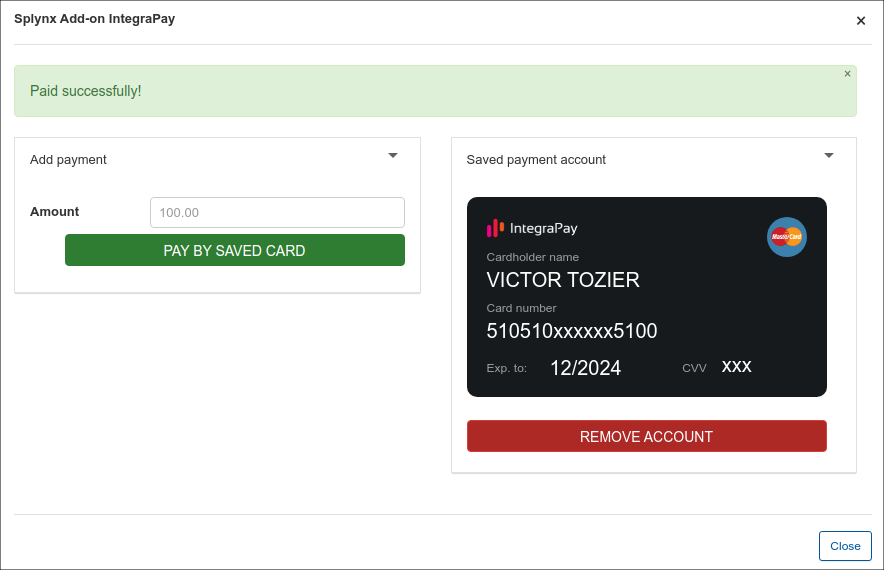 Splynx Add-on IntegraPay
×
×
Paid successfully!
Add payment
Amount
100.00
PAY BY SAVED CARD
Saved payment account
IntegraPay
MasterCard
Cardholder name
VICTOR TOZIER
Card number
510510xxxxxx5100
Exp. to: 12/2024 CVV XXX
REMOVE ACCOUNT
Close